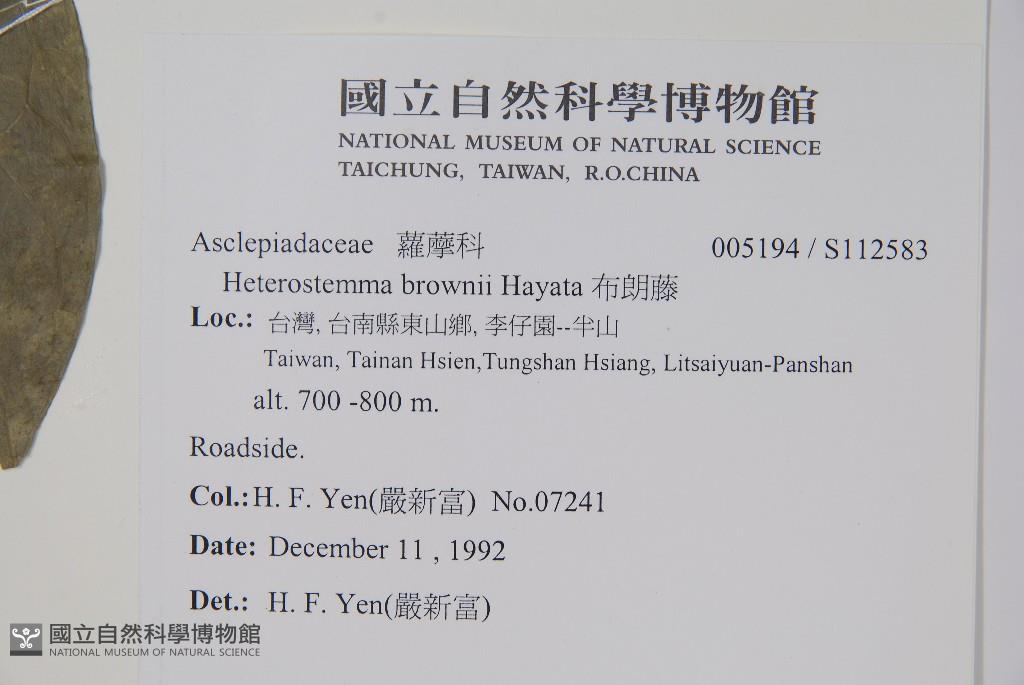 國立自然科學博物館
NATIONAL MUSEUM OF NATURAL SCIENCE
TAICHUNG, TAIWAN, R.O.CHINA
Asclepiadaceae 蘿藦科 005194 / S112583
Heterostemma brownii Hayata 布朗藤
Loc.: 台灣, 台南縣東山鄉, 李仔園--半山
Taiwan, Tainan Hsien,Tungshan Hsiang, Litsaiyuan-Panshan
alt. 700 -800 m.
Roadside.
Col.:H. F. Yen(嚴新富) No.07241
Date: December 11 , 1992
Det.: H. F. Yen(嚴新富)
國立自然科學博物館
NATIONAL MUSEUM OF NATURAL SCIENCE